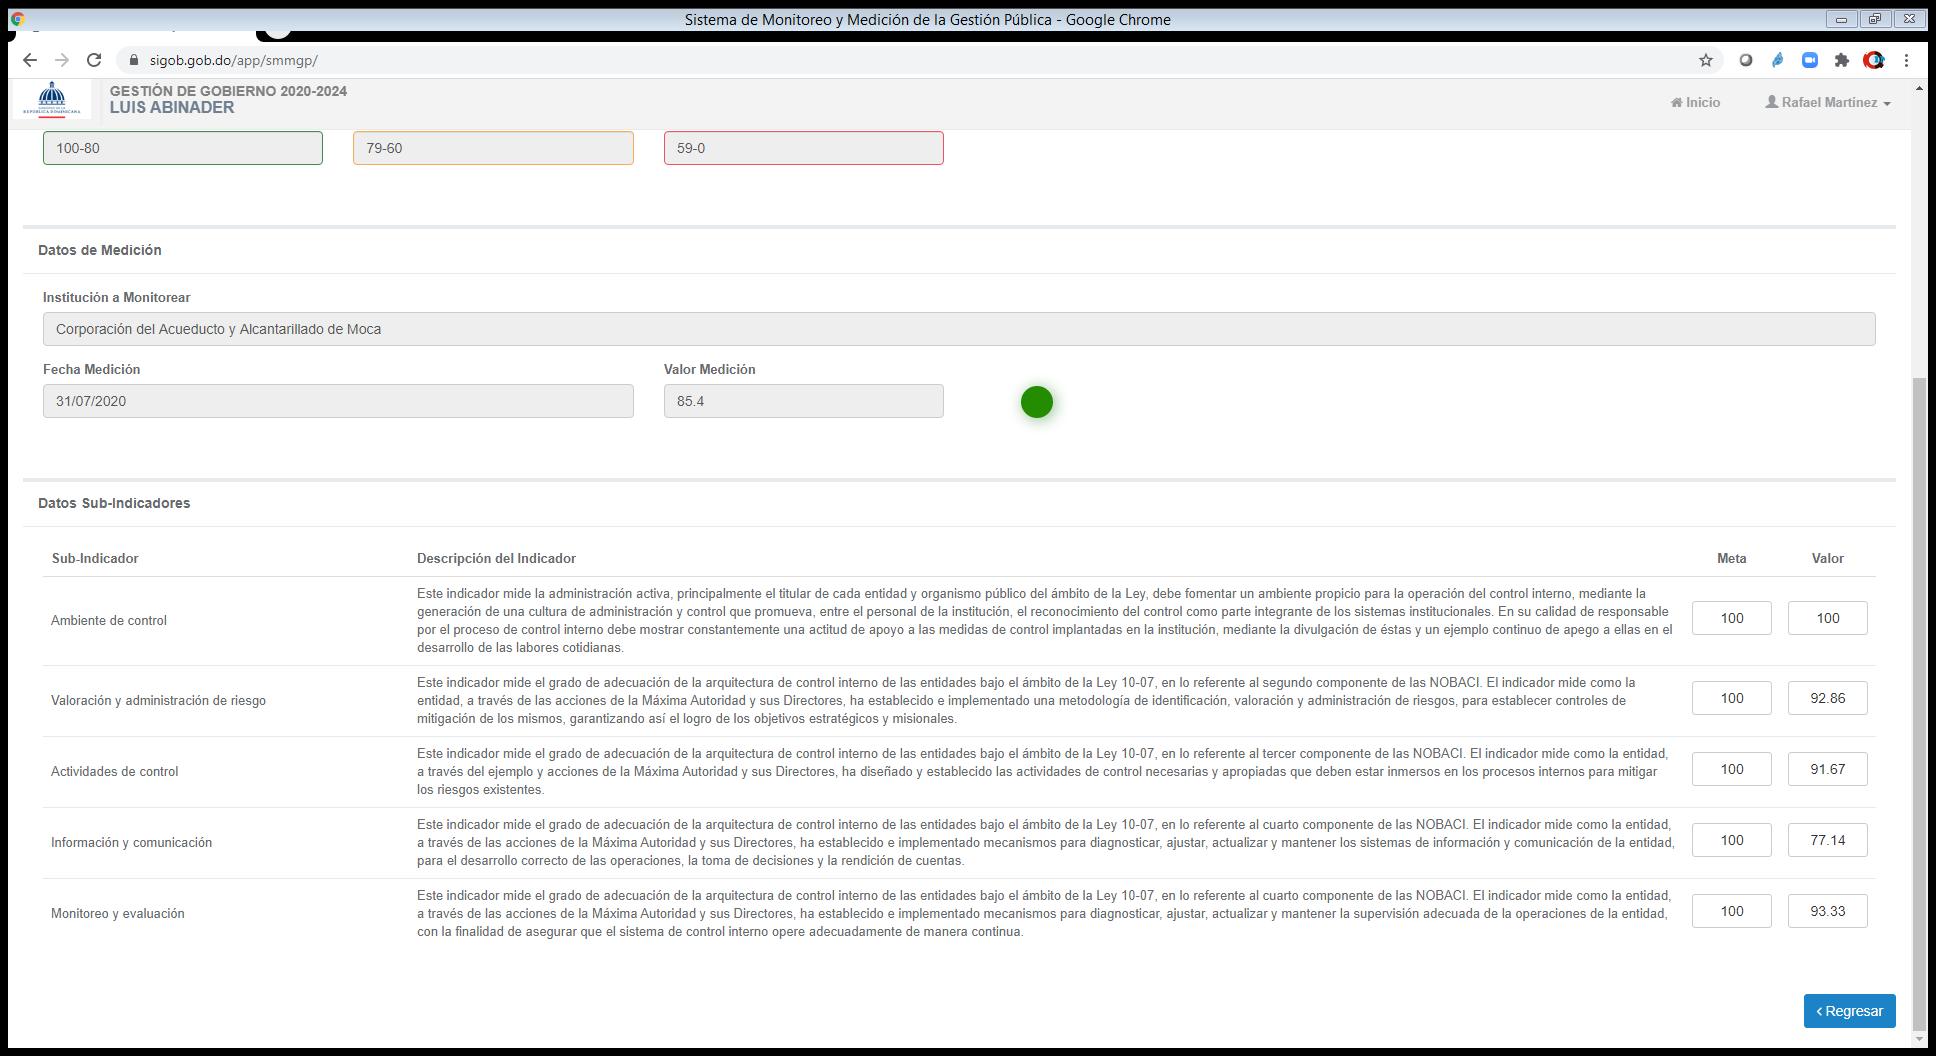 Sistema de Monitoreo y Medición de la Gestión Pública - Google Chrome
sigob.gob.do/app/smmgp/
GESTIÓN DE GOBIERNO 2020-2024
LUIS ABINADER
REPÚBLICA DOMINICANA
Inicio
Rafael Martínez
100-80
79-60
59-0
Datos de Medición
Institución a Monitorear
Corporación del Acueducto y Alcantarillado de Moca
Fecha Medición
Valor Medición
31/07/2020
85.4
Datos Sub-Indicadores
Sub-Indicador
Descripción del Indicador
Meta
Valor
Ambiente de control
Este indicador mide la administración activa, principalmente el titular de cada entidad y organismo público del ámbito de la Ley, debe fomentar un ambiente propicio para la operación del control interno, mediante la
generación de una cultura de administración y control que promueva, entre el personal de la institución, el reconocimiento del control como parte integrante de los sistemas institucionales. En su calidad de responsable
por el proceso de control interno debe mostrar constantemente una actitud de apoyo a las medidas de control implantadas en la institución, mediante la divulgación de éstas y un ejemplo continuo de apego a ellas en el
desarrollo de las labores cotidianas.
100
100
Valoración y administración de riesgo
Este indicador mide el grado de adecuación de la arquitectura de control interno de las entidades bajo el ámbito de la Ley 10-07, en lo referente al segundo componente de las NOBACI. El indicador mide como la
entidad, a través de las acciones de la Máxima Autoridad y sus Directores, ha establecido e implementado una metodología de identificación, valoración y administración de riesgos, para establecer controles de
mitigación de los mismos, garantizando así el logro de los objetivos estratégicos y misionales.
100
92.86
Actividades de control
Este indicador mide el grado de adecuación de la arquitectura de control interno de las entidades bajo el ámbito de la Ley 10-07, en lo referente al tercer componente de las NOBACI. El indicador mide como la entidad,
a través del ejemplo y acciones de la Máxima Autoridad y sus Directores, ha diseñado y establecido las actividades de control necesarias y apropiadas que deben estar inmersos en los procesos internos para mitigar
los riesgos existentes.
100
91.67
Información y comunicación
Este indicador mide el grado de adecuación de la arquitectura de control interno de las entidades bajo el ámbito de la Ley 10-07, en lo referente al cuarto componente de las NOBACI. El indicador mide como la entidad,
a través de las acciones de la Máxima Autoridad y sus Directores, ha establecido e implementado mecanismos para diagnosticar, ajustar, actualizar y mantener los sistemas de información y comunicación de la entidad,
para el desarrollo correcto de las operaciones, la toma de decisiones y la rendición de cuentas.
100
77.14
Monitoreo y evaluación
Este indicador mide el grado de adecuación de la arquitectura de control interno de las entidades bajo el ámbito de la Ley 10-07, en lo referente al cuarto componente de las NOBACI. El indicador mide como la entidad,
a través de las acciones de la Máxima Autoridad y sus Directores, ha establecido e implementado mecanismos para diagnosticar, ajustar, actualizar y mantener la supervisión adecuada de la operaciones de la entidad,
con la finalidad de asegurar que el sistema de control interno opere adecuadamente de manera continua.
100
93.33
Regresar